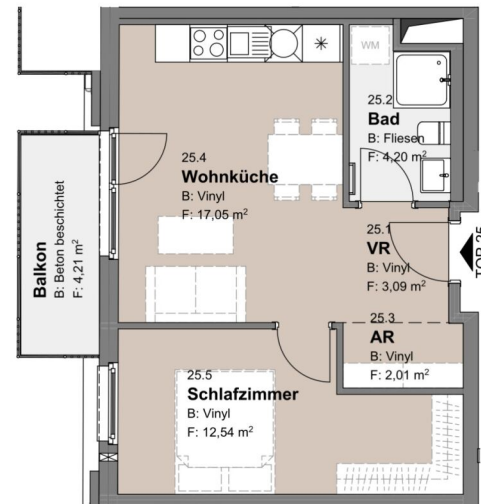 WM
25.2
Bad
B: Fliesen
F: 4,20 m²
25.4
Wohnküche
B: Vinyl
F: 17,05 m²
Balkon
B: Beton beschichtet
F: 4,21 m²
25.1
VR
B: Vinyl
F: 3,09 m²
TOP 25
25.3
AR
B: Vinyl
F: 2,01 m²
25.5
Schlafzimmer
B: Vinyl
F: 12,54 m²